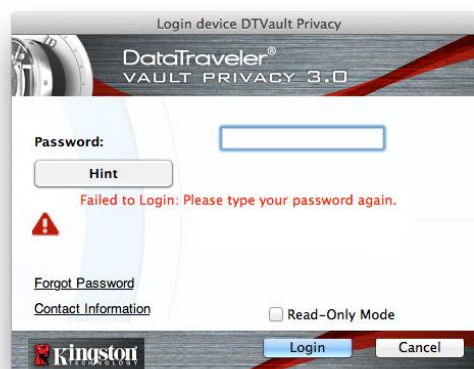 Login device DTVault Privacy
DataTraveler®
VAULT PRIVACY 3.0
Password:
Hint
Failed to Login: Please type your password again.
Forgot Password
Contact Information
Read-Only Mode
Kingston
TECHNOLOGY
Login
Cancel